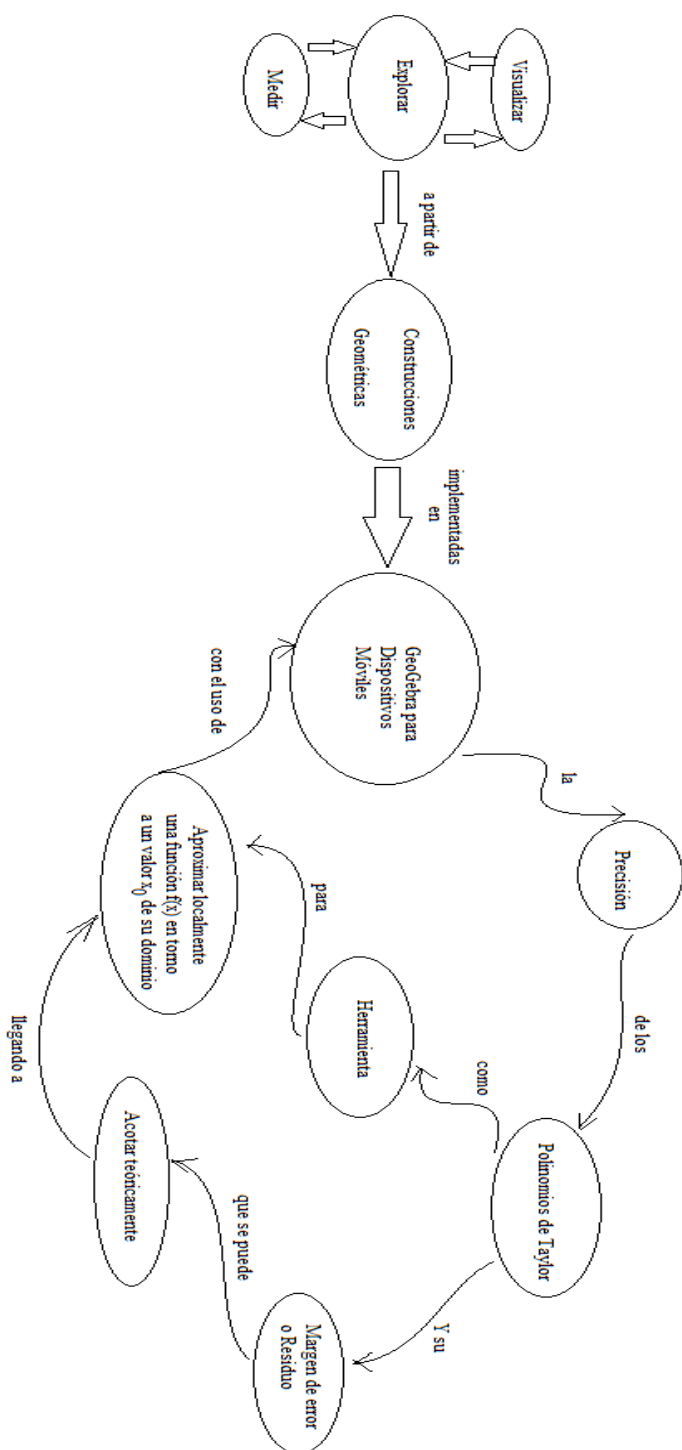 Visualizar
Explorar
Medir
a partir de
Construcciones
Geométricas
implementadas
en
GeoGebra para
Dispositivos
Móviles
la
Precisión
de los
Polinomios de Taylor
como
Herramienta
para
Y su
Margen de error
o Residuo
que se puede
Acotar teóricamente
llegando a
Aproximar localmente
una función f(x) en torno
a un valor x₀ de su dominio
con el uso de